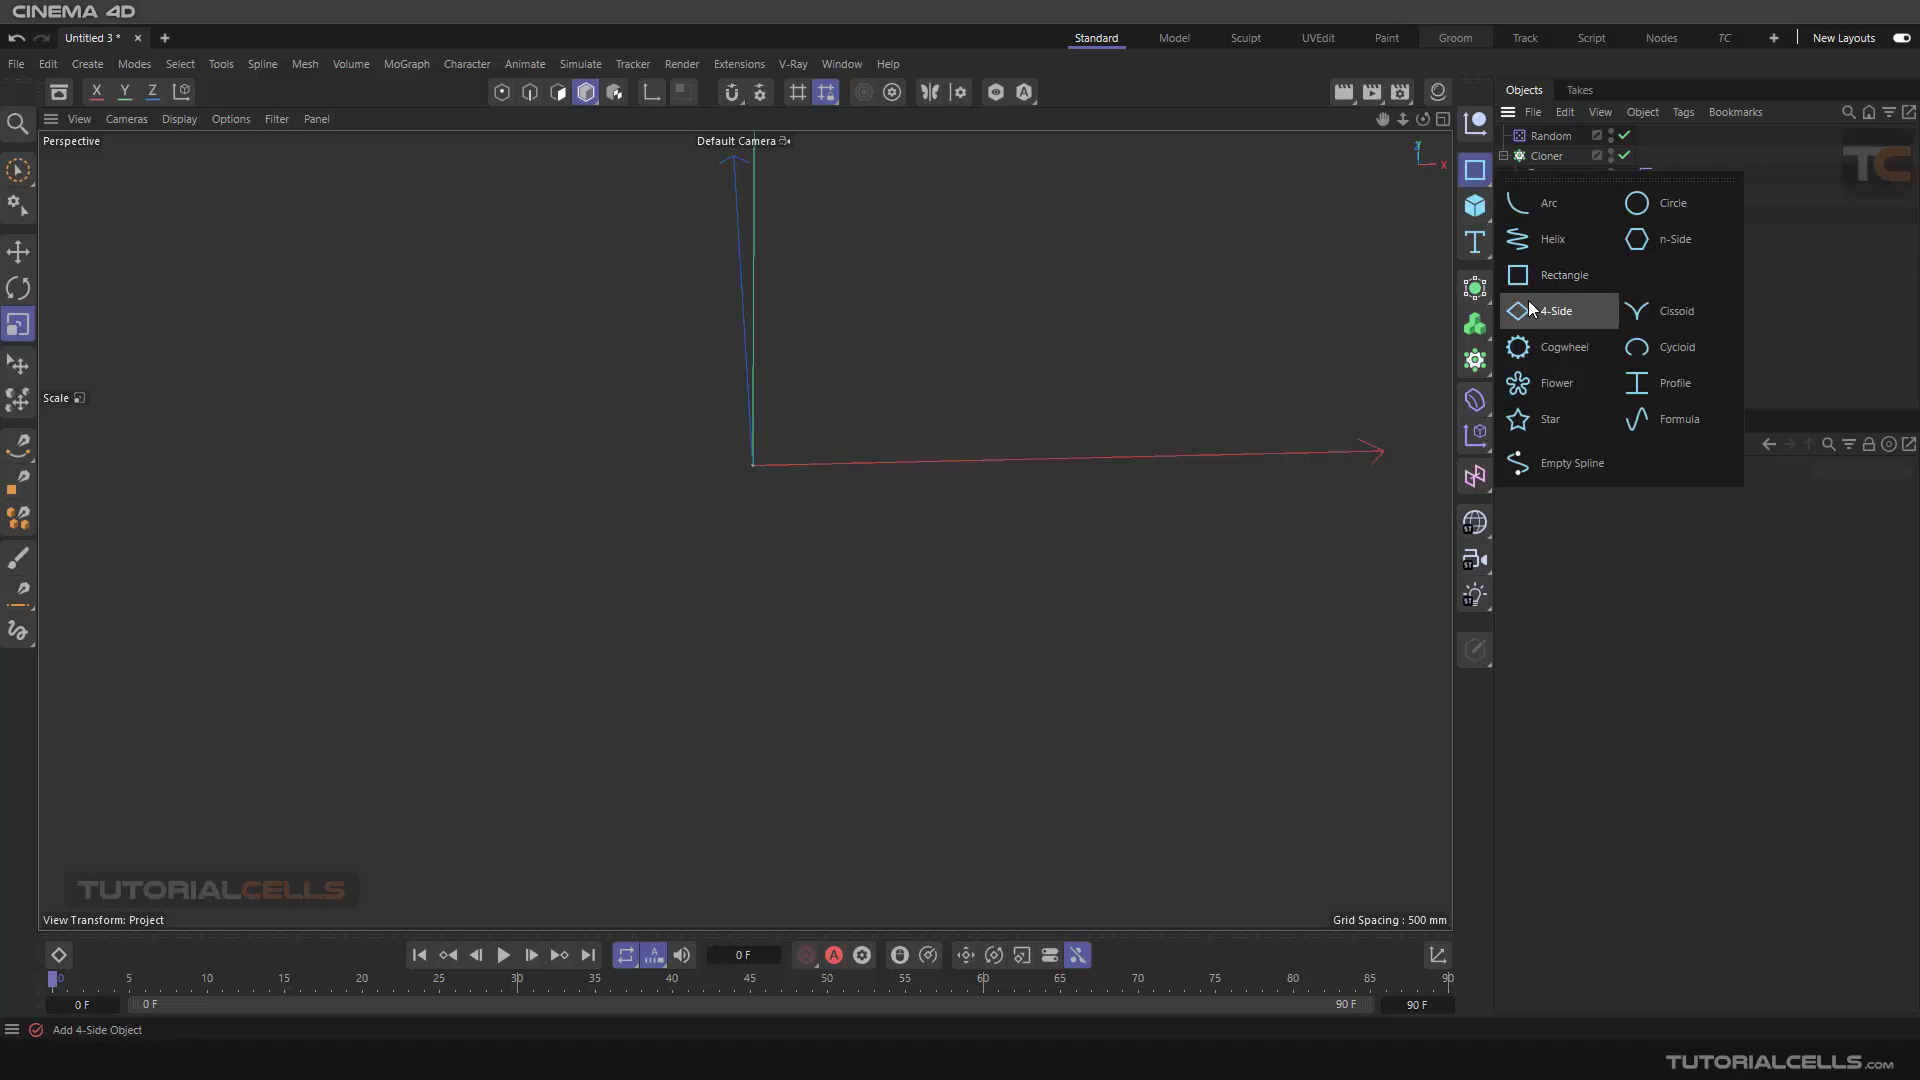 CINEMA 4D
Untitled 3 *
Standard
Model
Sculpt
UVEdit
Paint
Groom
Track
Script
Nodes
TC
New Layouts
File
Edit
Create
Modes
Select
Tools
Spline
Mesh
Volume
MoGraph
Character
Animate
Simulate
Tracker
Render
Extensions
V-Ray
Window
Help
X
Y
Z
Objects
Takes
View
Cameras
Display
Options
Filter
Panel
File
Edit
View
Object
Tags
Bookmarks
Perspective
Default Camera
Y
X
Random
Cloner
TC
Arc
Circle
Helix
n-Side
Rectangle
4-Side
Cissoid
Cogwheel
Cycloid
Flower
Profile
Star
Formula
Empty Spline
Scale
ST
ST
ST
TUTORIALCELLS
View Transform: Project
Grid Spacing : 500 mm
0 F
0
5
10
15
20
25
30
35
40
45
50
55
60
65
70
75
80
85
90
0 F
0 F
90 F
90 F
Add 4-Side Object
TUTORIALCELLS.COM